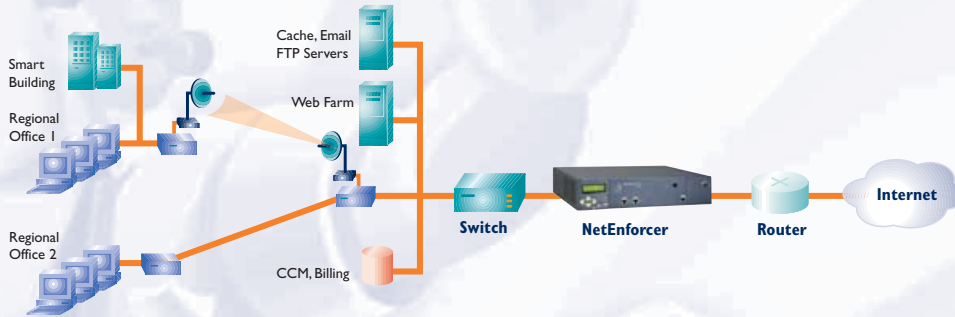 Cache, Email
FTP Servers
Smart
Building
Web Farm
Regional
Office 1
Internet
Switch
NetEnforcer
Router
Regional
Office 2
CCM, Billing